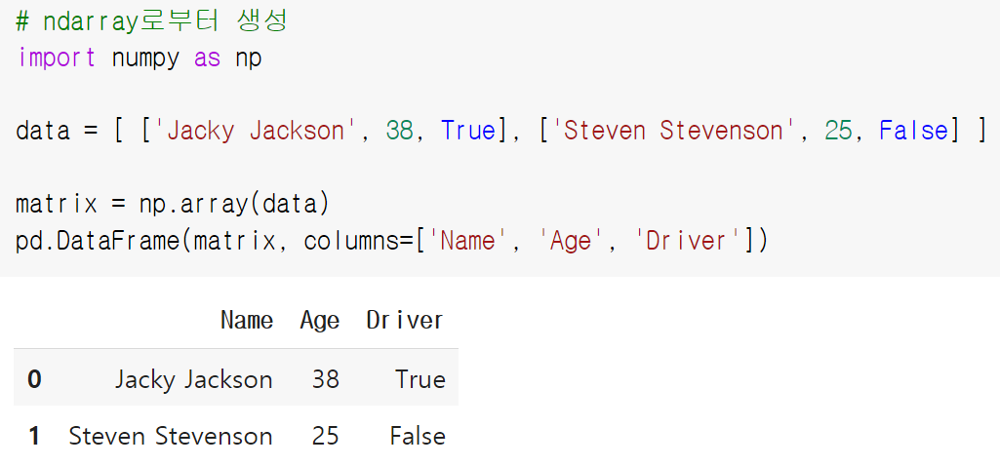 # ndarray로부터 생성
import numpy as np
data = [ ['Jacky Jackson', 38, True], ['Steven Stevenson', 25, False] ]
matrix = np.array(data)
pd.DataFrame(matrix, columns=['Name', 'Age', 'Driver'])
Name Age Driver
0 Jacky Jackson 38 True
1 Steven Stevenson 25 False